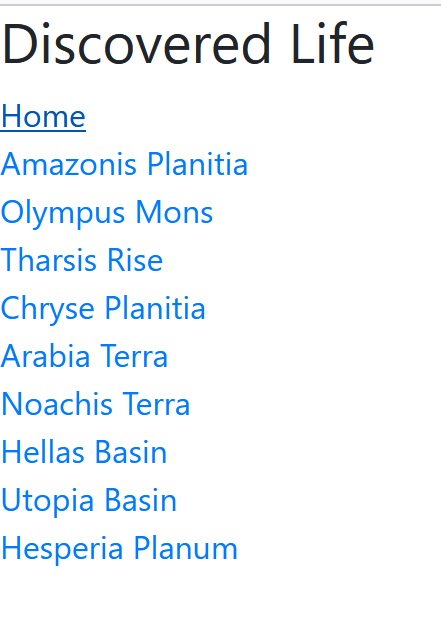 Discovered Life
Home
Amazonis Planitia
Olympus Mons
Tharsis Rise
Chryse Planitia
Arabia Terra
Noachis Terra
Hellas Basin
Utopia Basin
Hesperia Planum